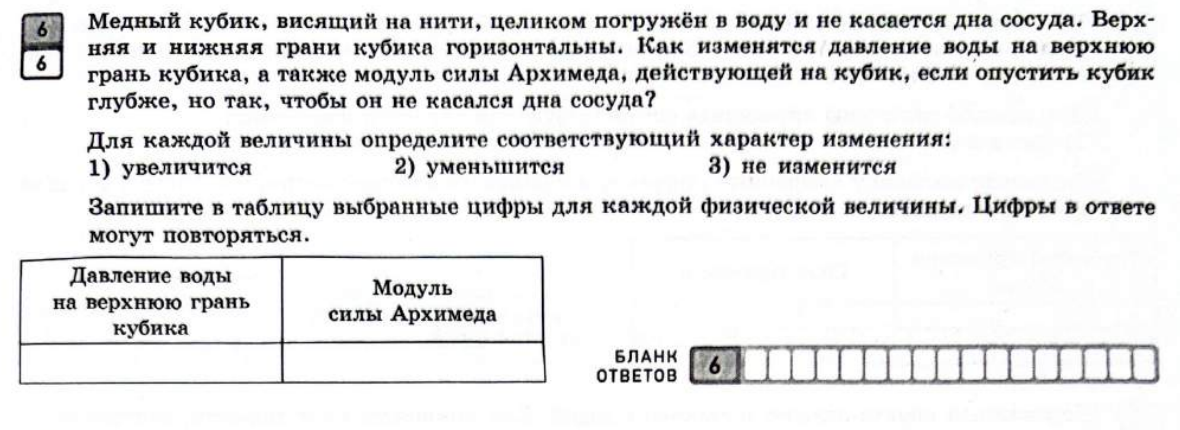 6
6
Медный кубик, висящий на нити, целиком погружён в воду и не касается дна сосуда. Верх-
няя и нижняя грани кубика горизонтальны. Как изменятся давление воды на верхнюю
грань кубика, а также модуль силы Архимеда, действующей на кубик, если опустить кубик
глубже, но так, чтобы он не касался дна сосуда?
Для каждой величины определите соответствующий характер изменения:
1) увеличится 2) уменьшится 3) не изменится
Запишите в таблицу выбранные цифры для каждой физической величины. Цифры в ответе
могут повторяться.
Давление воды
на верхнюю грань
кубика
Модуль
силы Архимеда
БЛАНК
ОТВЕТОВ
6